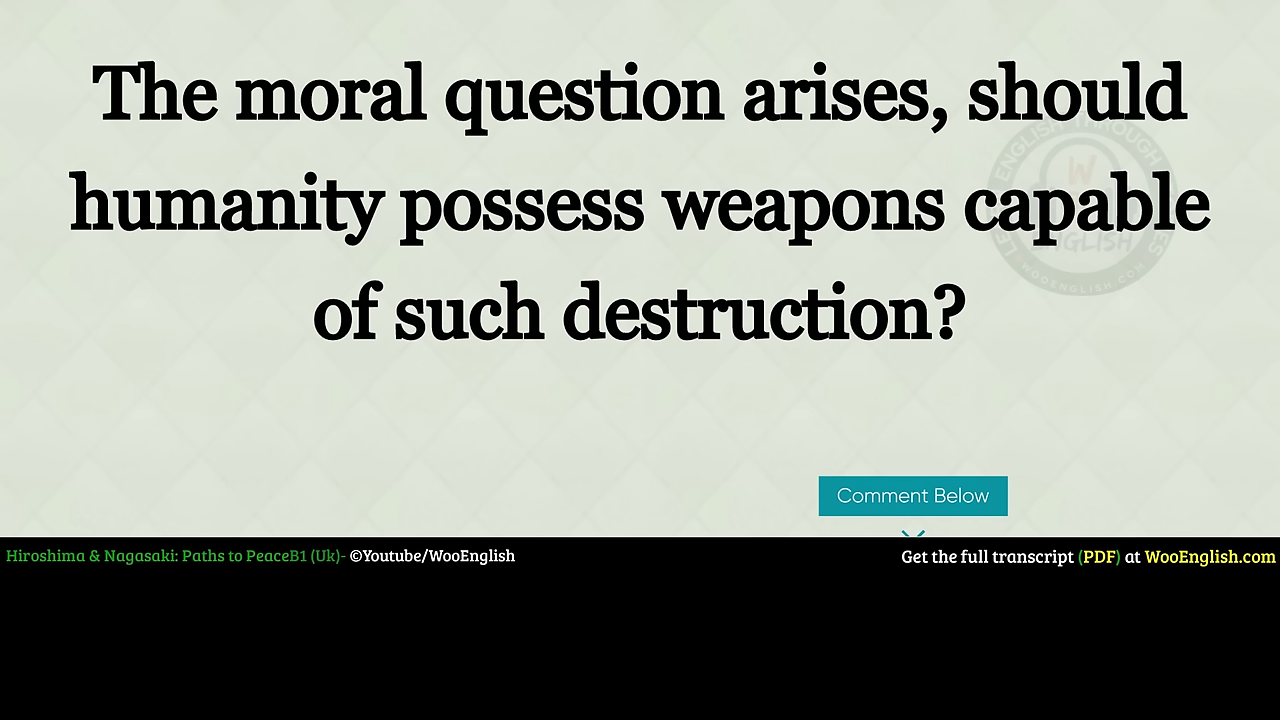 The moral question arises, should
humanity possess weapons capable
of such destruction?
Comment Below
Hiroshima & Nagasaki: Paths to PeaceB1 (Uk)- ©Youtube/WooEnglish
Get the full transcript (PDF) at WooEnglish.com